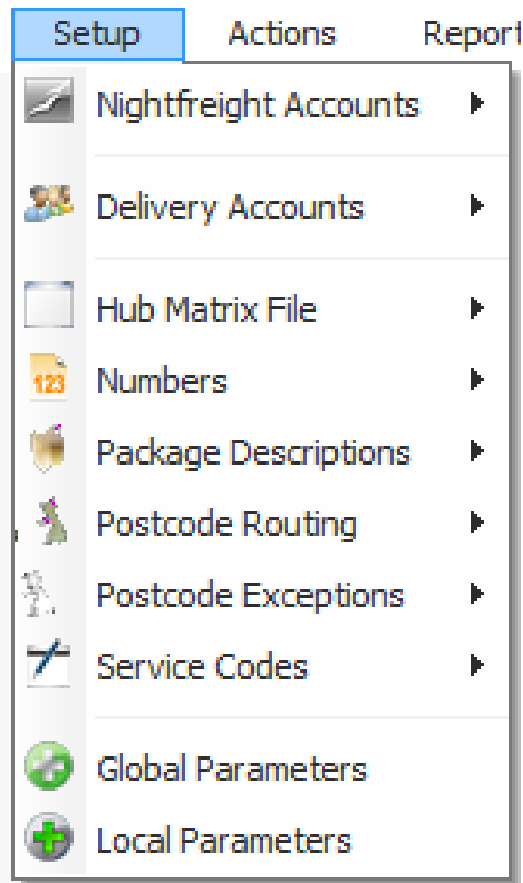 Setup Actions Report
Nightfreight Accounts
Delivery Accounts
Hub Matrix File
123
Numbers
Package Descriptions
Postcode Routing
Postcode Exceptions
Service Codes
Global Parameters
Local Parameters